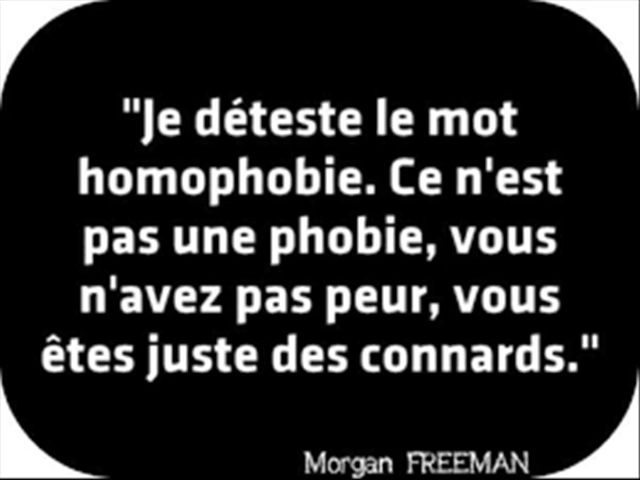 "Je déteste le mot
homophobie. Ce n'est
pas une phobie, vous
n'avez pas peur, vous
êtes juste des connards."
Morgan FREEMAN